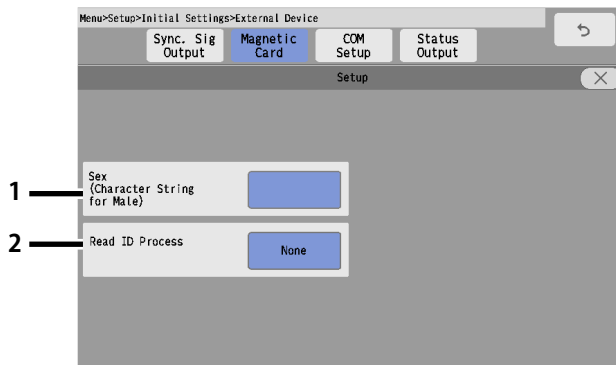 Menu>Setup>Initial Settings>External Device
Sync. Sig
Output
Magnetic
Card
COM
Setup
Status
Output
Setup
1
Sex
(Character String
for Male)
2
Read ID Process
None